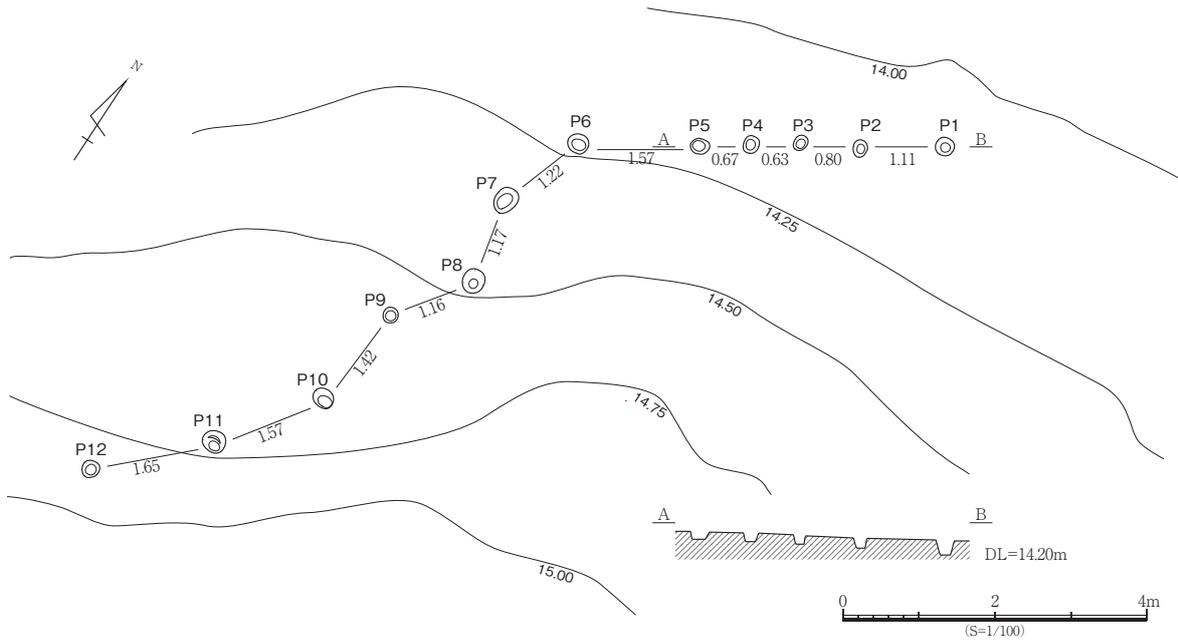 14.00
N
P6
A
P5
P4
P3
P2
P1
B
1.57
0.67
0.63
0.80
1.11
1.22
P7
14.25
1.17
P8
P9
1.16
14.50
1.42
P10
14.75
P11
1.57
P12
1.65
A
B
DL=14.20m
15.00
0 2 4m
(S=1/100)